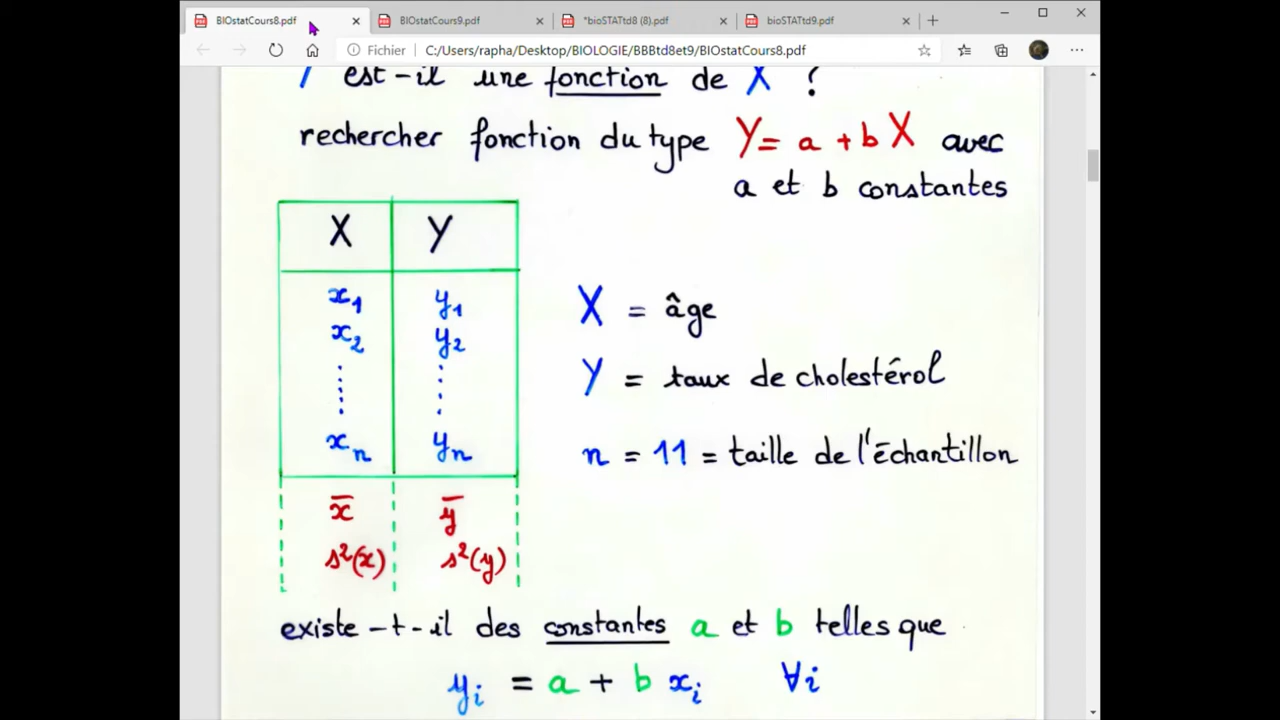 BIOstatCours8.pdf
BIOstatCours9.pdf
*bioSTATtd8 (8).pdf
bioSTATtd9.pdf
Fichier
C:/Users/rapha/Desktop/BIOLOGIE/BBBtd8et9/BIOstatCours8.pdf
Y est-il une fonction de X ?
rechercher fonction du type Y = a + b X avec
a et b constantes
X Y
x₁ y₁
x₂ y₂
xₙ yₙ
x̄ ȳ
s²(x) s²(y)
X = âge
Y = taux de cholestérol
n = 11 = taille de l'échantillon
existe-t-il des constantes a et b telles que
yᵢ = a + b xᵢ ∀i